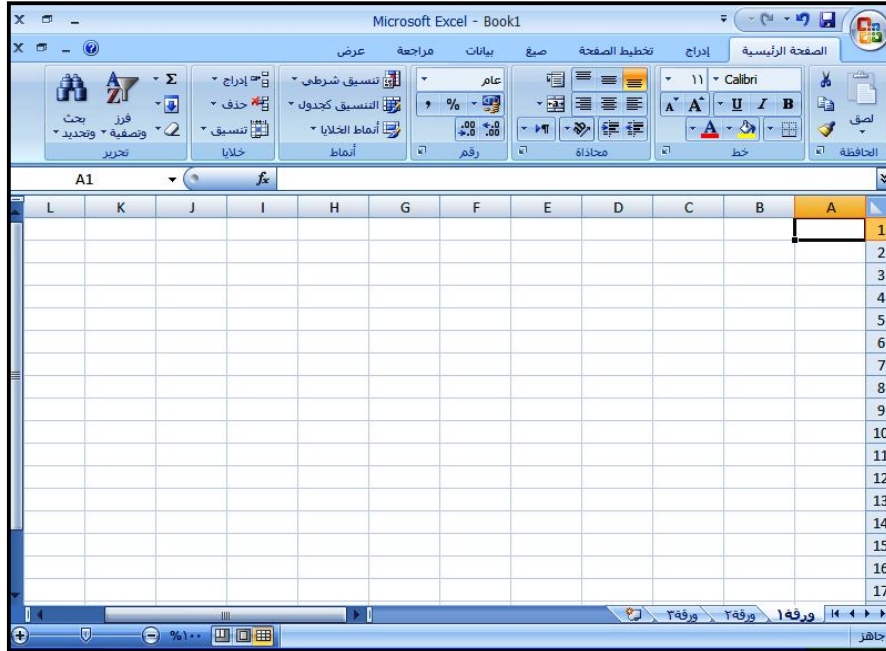 Microsoft Excel - Book1
الصفحة الرئيسية إدراج تخطيط الصفحة صيغ بيانات مراجعة عرض
Calibri ١١ عام تنسيق شرطي إدراج Σ
لصق B I U % , التنسيق كجدول حذف فرز وتصفية بحث وتحديد
A A أنماط الخلايا تنسيق
الحافظة خط محاذاة رقم أنماط خلايا تحرير
A1 fx
A B C D E F G H I J K L
1
2
3
4
5
6
7
8
9
10
11
12
13
14
15
16
17
ورقة١ ورقة٢ ورقة٣
جاهز ١٠٠%